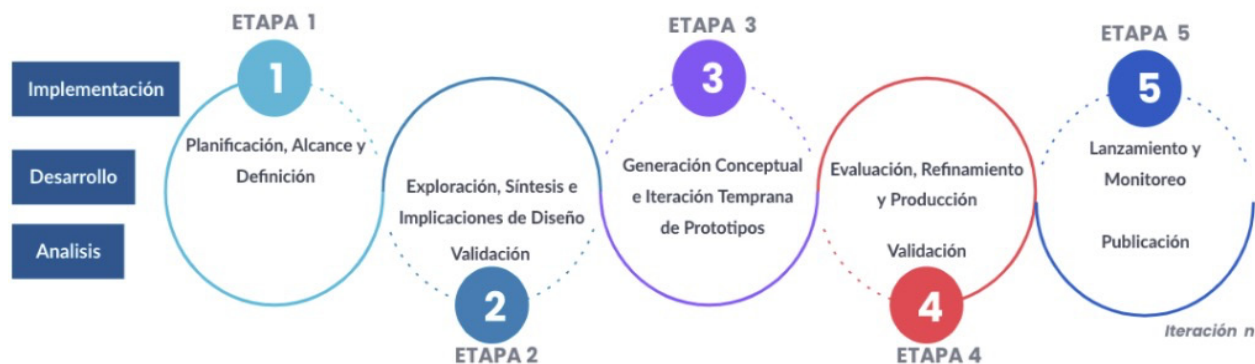 ETAPA 1
1
Planificación, Alcance y
Definición
Implementación
Desarrollo
Analisis
Exploración, Síntesis e
Implicaciones de Diseño
Validación
2
ETAPA 2
ETAPA 3
3
Generación Conceptual
e Iteración Temprana
de Prototipos
Evaluación, Refinamiento
y Producción
Validación
4
ETAPA 4
ETAPA 5
5
Lanzamiento y
Monitoreo
Publicación
Iteración n